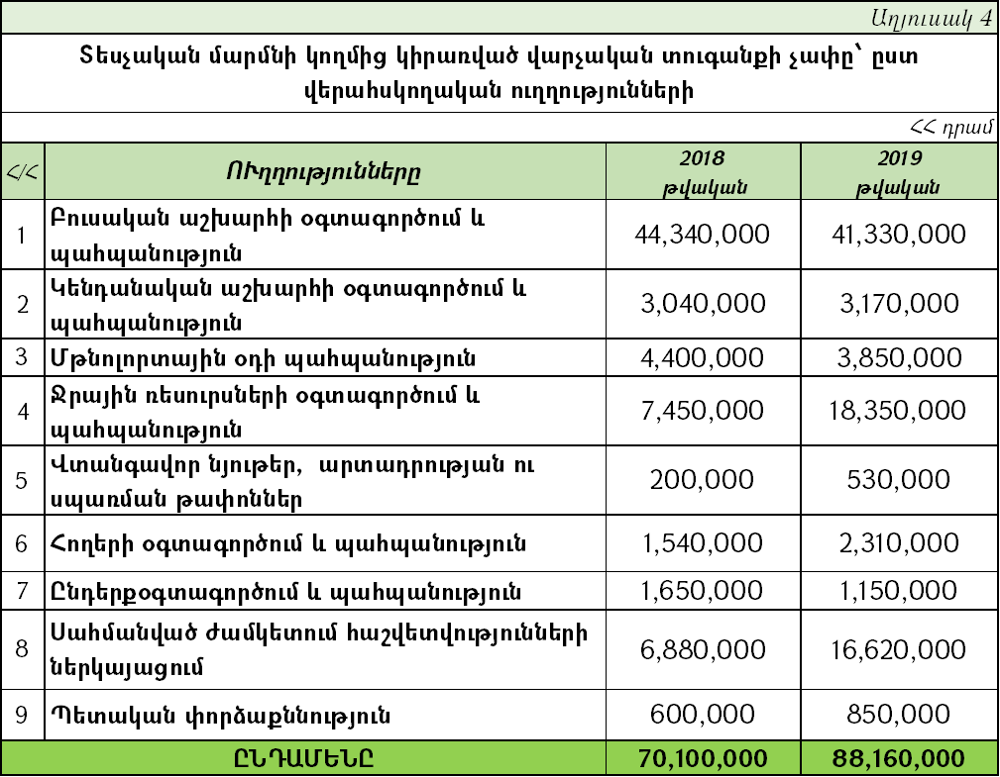 Աղյուսակ 4
Տեսչական մարմնի կողմից կիրառված վարչական տուգանքի չափը՝ ըստ
վերահսկողական ուղղությունների
ՀՀ դրամ
Հ/Հ ՈՒղղությունները 2018 թվական 2019 թվական
1 Բուսական աշխարհի օգտագործում և
պահպանություն 44,340,000 41,330,000
2 Կենդանական աշխարհի օգտագործում և
պահպանություն 3,040,000 3,170,000
3 Մթնոլորտային օդի պահպանություն 4,400,000 3,850,000
4 Ջրային ռեսուրսների օգտագործում և
պահպանություն 7,450,000 18,350,000
5 Վտանգավոր նյութեր, արտադրության ու
սպառման թափոններ 200,000 530,000
6 Հողերի օգտագործում և պահպանություն 1,540,000 2,310,000
7 Ընդերքօգտագործում և պահպանություն 1,650,000 1,150,000
8 Սահմանված ժամկետում հաշվետվությունների
ներկայացում 6,880,000 16,620,000
9 Պետական փորձաքննություն 600,000 850,000
ԸՆԴԱՄԵՆԸ 70,100,000 88,160,000